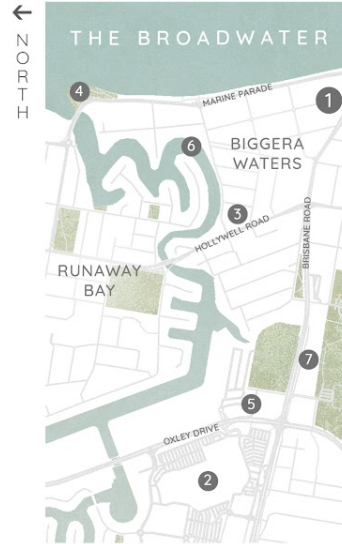 NORTH
THE BROADWATER
4
MARINE PARADE
1
6
BIGGERA
WATERS
3
HOLLYWELL ROAD
BRISBANE ROAD
RUNAWAY
BAY
7
5
OXLEY DRIVE
2